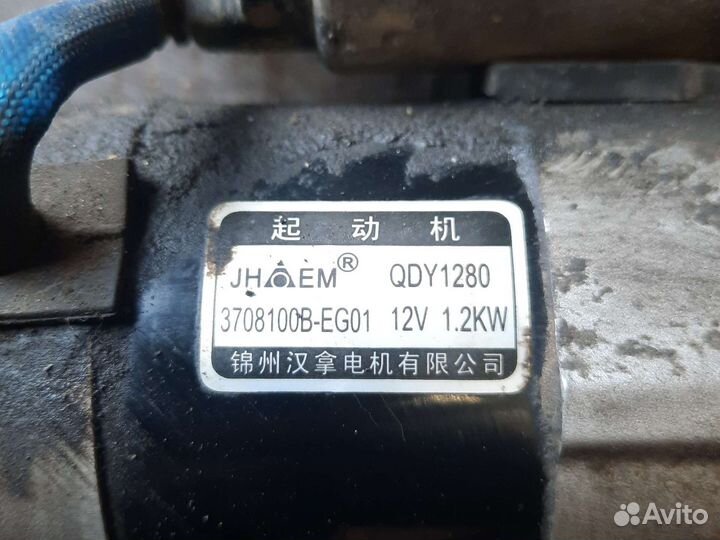 起动机
JHAEM® QDY1280
3708100B-EG01 12V 1.2KW
锦州汉拿电机有限公司
Avito